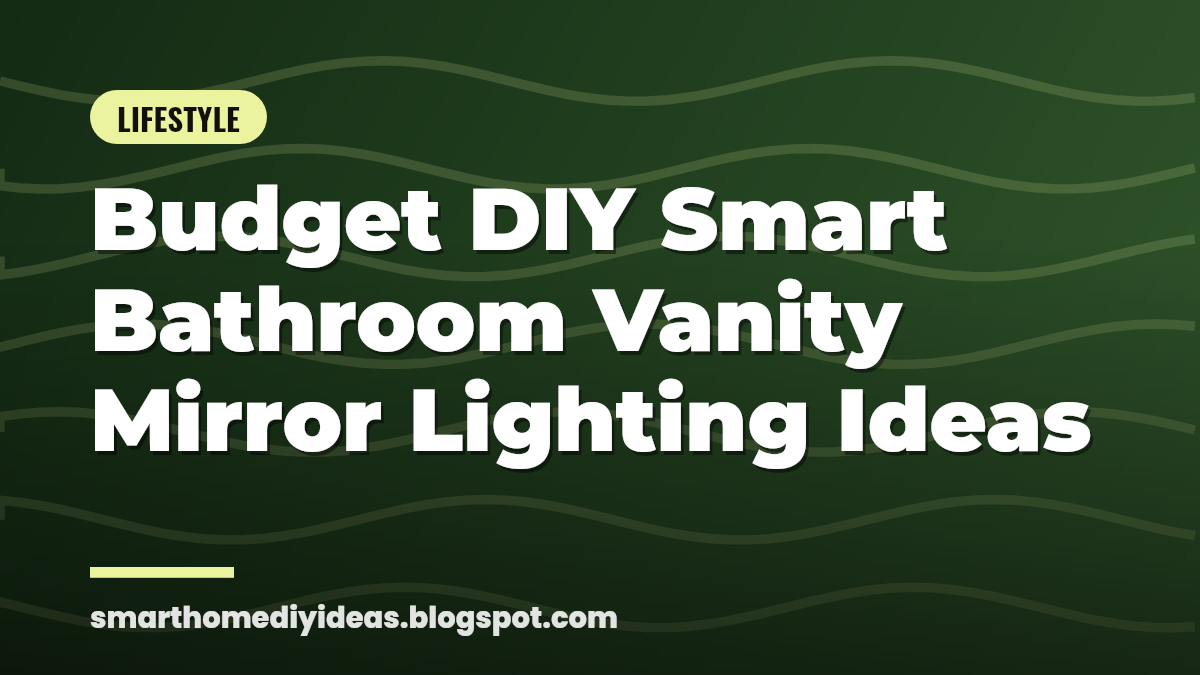 LIFESTYLE
Budget DIY Smart
Bathroom Vanity
Mirror Lighting Ideas
smarthomediyideas.blogspot.com